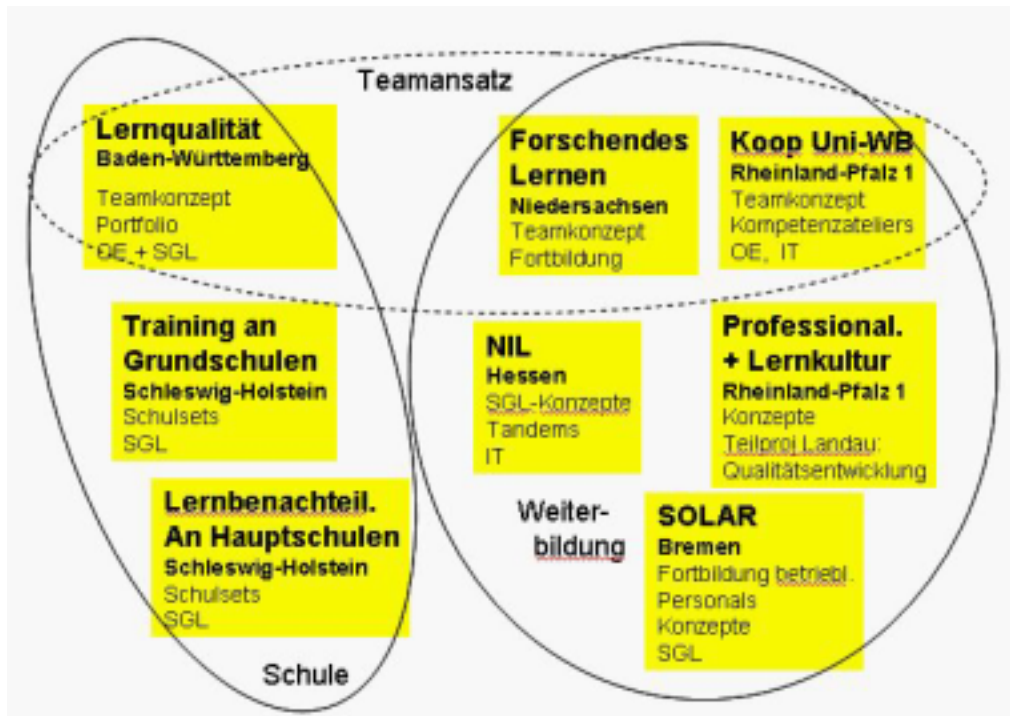 Teamansatz
Lernqualität
Baden-Württemberg
Teamkonzept
Portfolio
OE + SGL
Forschendes
Lernen
Niedersachsen
Teamkonzept
Fortbildung
Koop Uni-WB
Rheinland-Pfalz 1
Teamkonzept
Kompetenzateliers
OE, IT
Training an
Grundschulen
Schleswig-Holstein
Schulsets
SGL
NIL
Hessen
SGL-Konzepte
Tandems
IT
Professional.
+ Lernkultur
Rheinland-Pfalz 1
Konzepte
Teilproj Landau:
Qualitätsentwicklung
Lernbenachteil.
An Hauptschulen
Schleswig-Holstein
Schulsets
SGL
Weiter-
bildung
SOLAR
Bremen
Fortbildung betriebl.
Personals
Konzepte
SGL
Schule